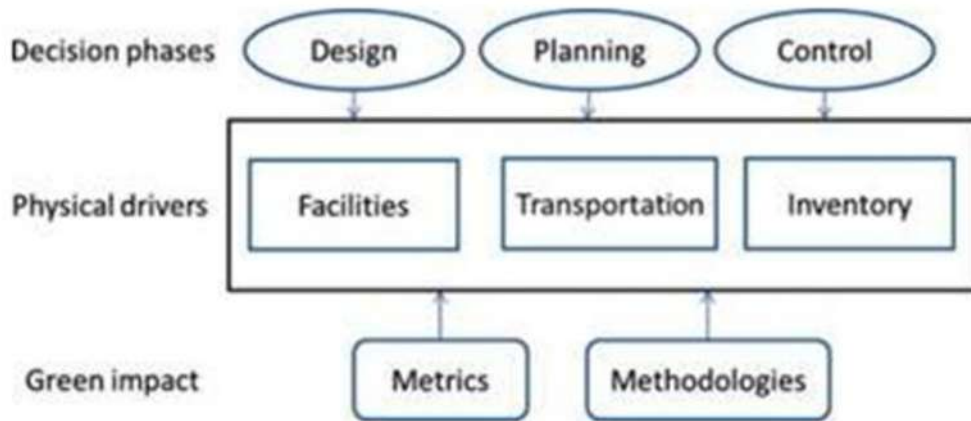 Decision phases
Design
Planning
Control
Physical drivers
Facilities
Transportation
Inventory
Green impact
Metrics
Methodologies